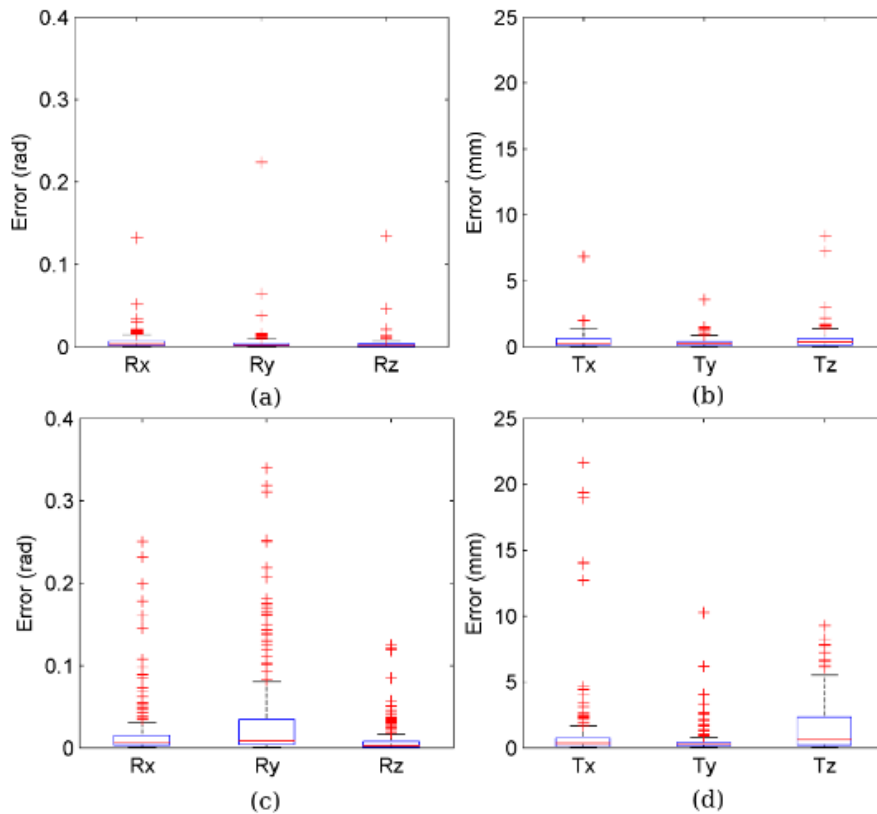 Error (rad)
0.4
0.3
0.2
0.1
0
Rx Ry Rz
(a)
Error (mm)
25
20
15
10
5
0
Tx Ty Tz
(b)
Error (rad)
0.4
0.3
0.2
0.1
0
Rx Ry Rz
(c)
Error (mm)
25
20
15
10
5
0
Tx Ty Tz
(d)